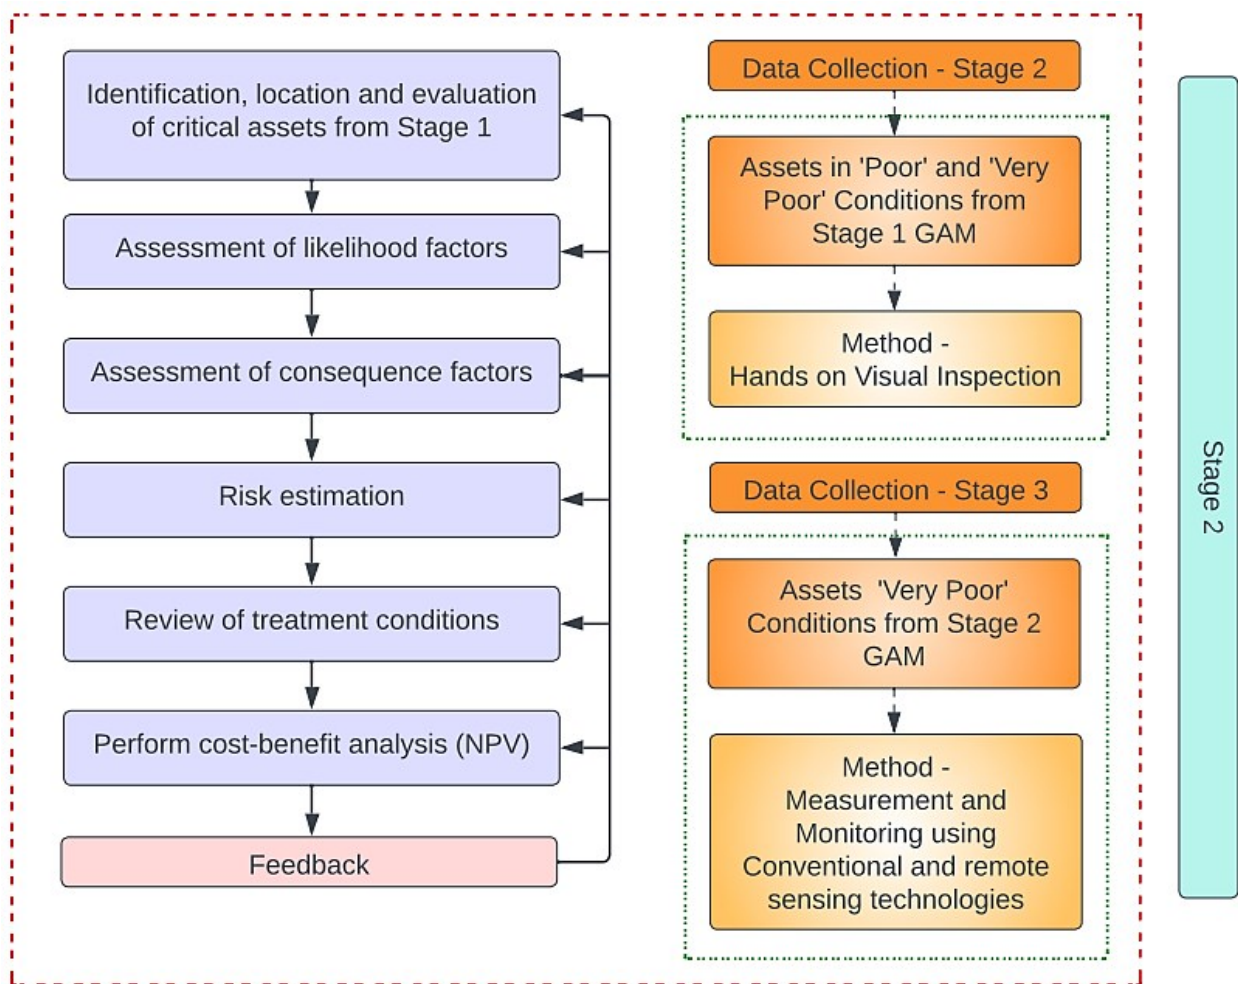 Identification, location and evaluation
of critical assets from Stage 1
Assessment of likelihood factors
Assessment of consequence factors
Risk estimation
Review of treatment conditions
Perform cost-benefit analysis (NPV)
Feedback
Data Collection - Stage 2
Assets in 'Poor' and 'Very
Poor' Conditions from
Stage 1 GAM
Method -
Hands on Visual Inspection
Data Collection - Stage 3
Assets 'Very Poor'
Conditions from Stage 2
GAM
Method -
Measurement and
Monitoring using
Conventional and remote
sensing technologies
Stage 2